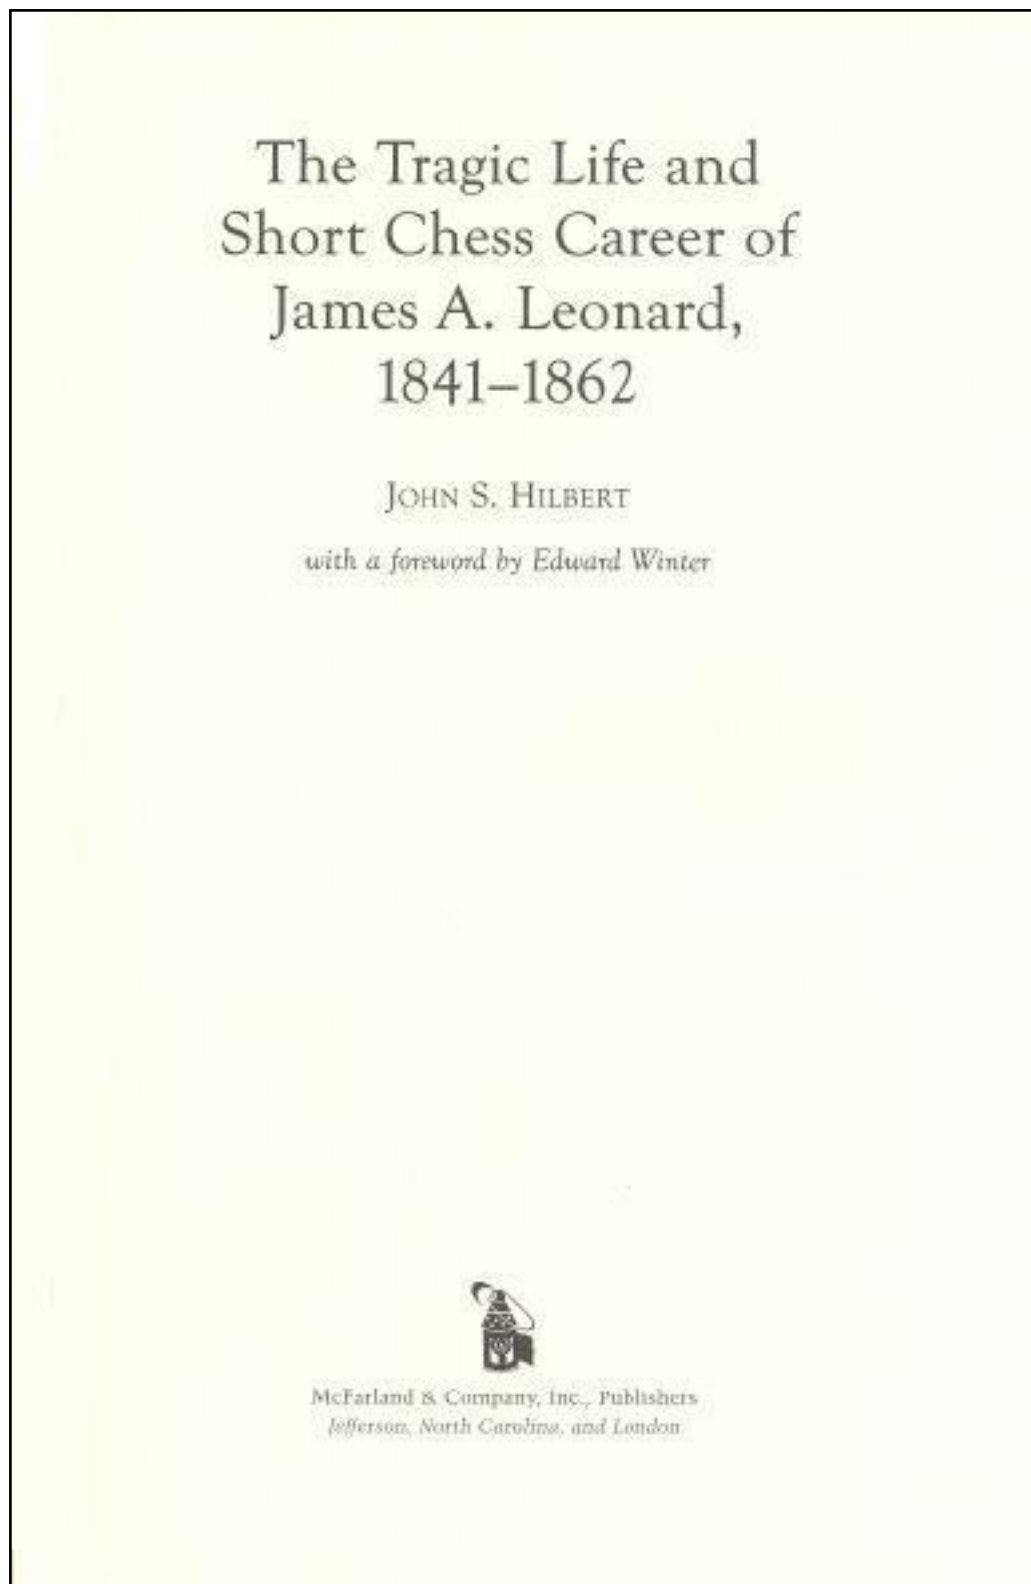 The Tragic Life and
Short Chess Career of
James A. Leonard,
1841–1862
JOHN S. HILBERT
with a foreword by Edward Winter
McFarland & Company, Inc., Publishers
Jefferson, North Carolina, and London